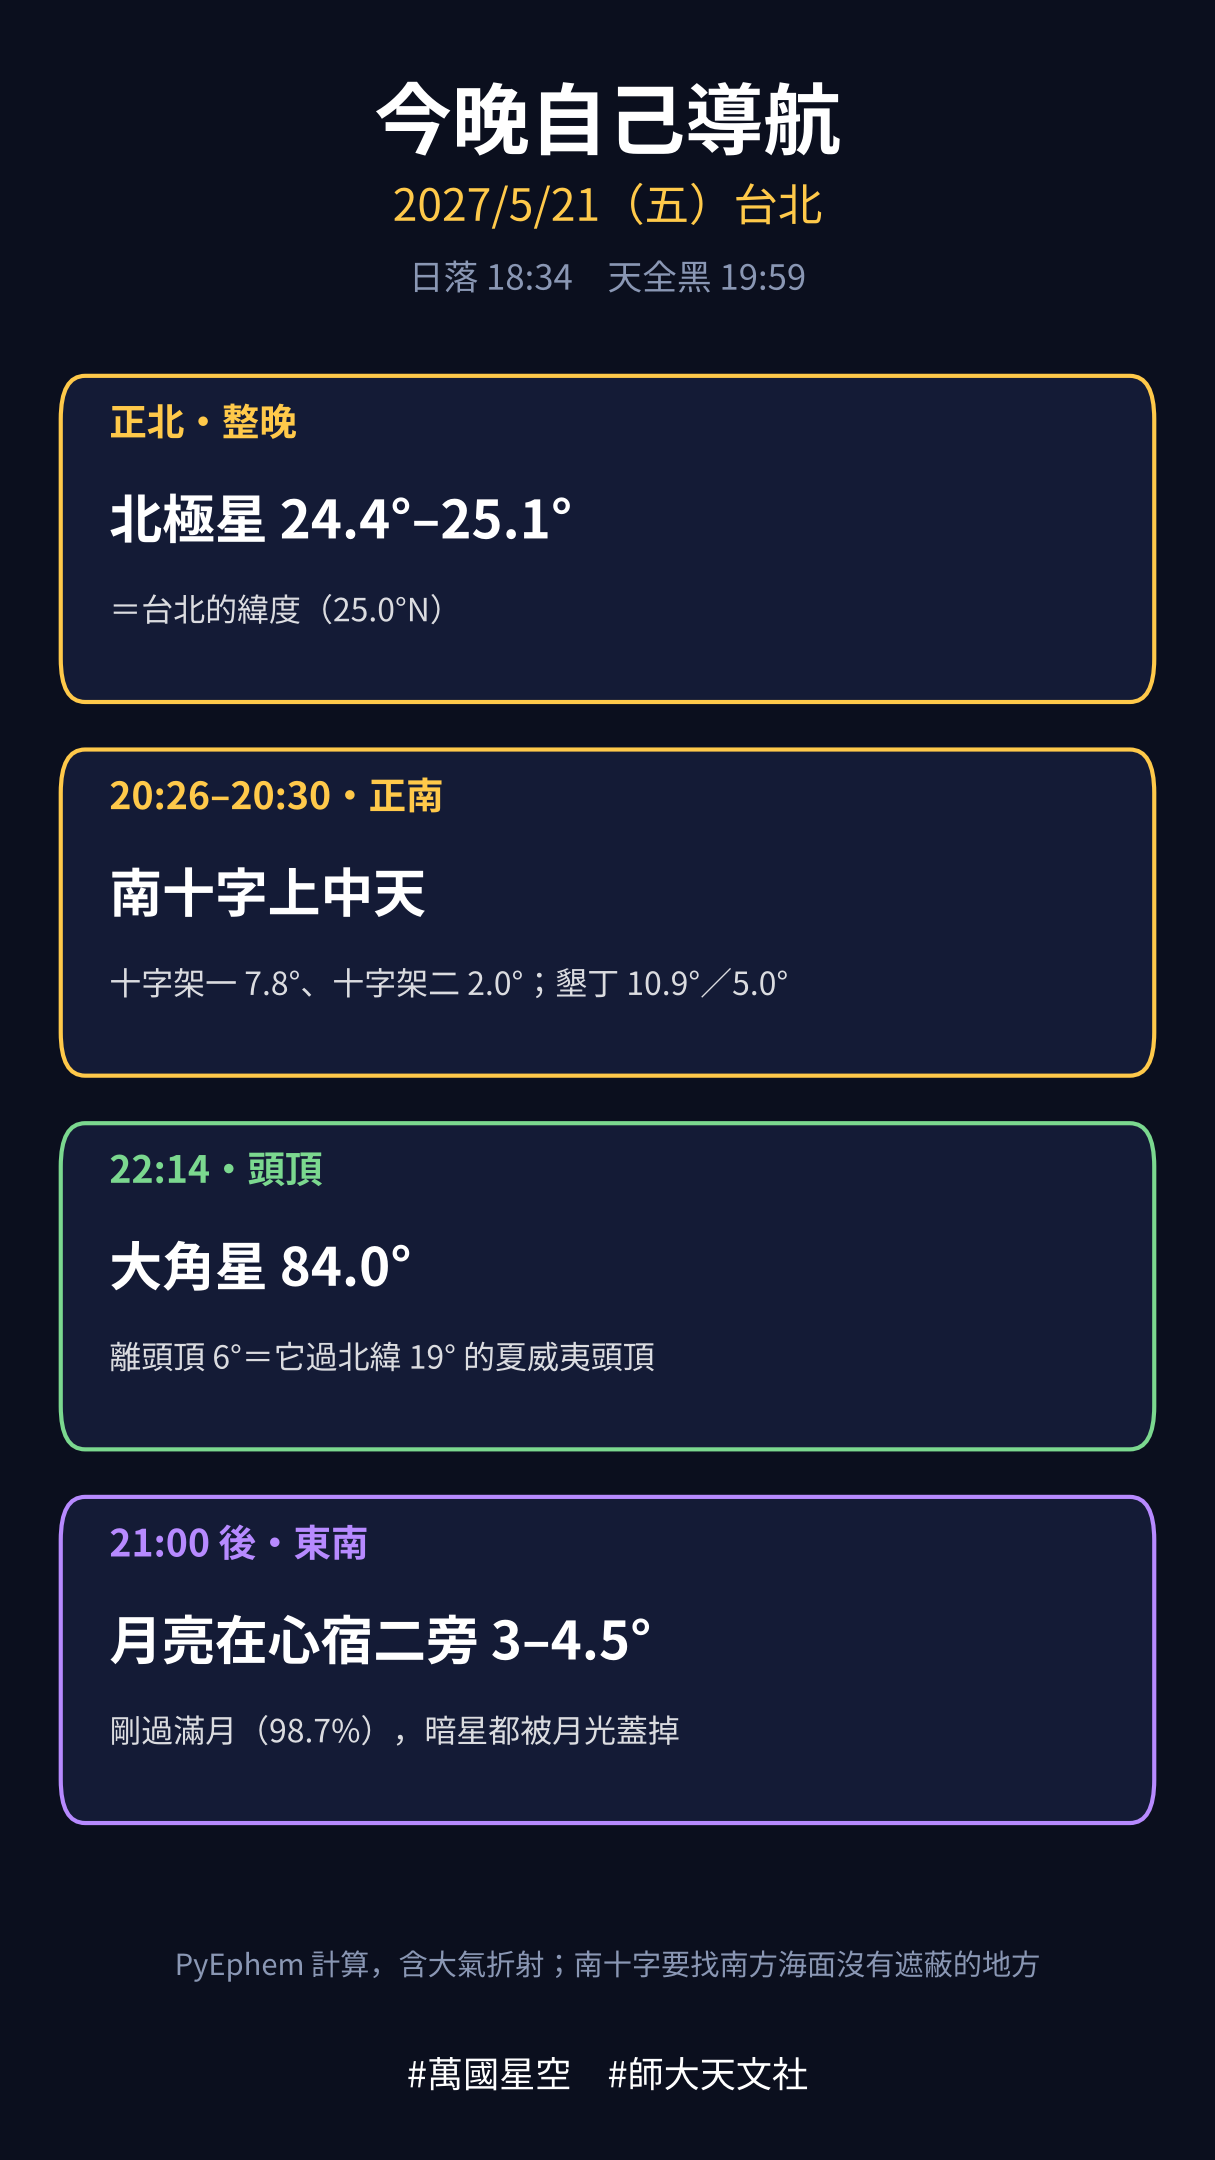 今晚自己導航
2027/5/21（五）台北
日落 18:34　天全黑 19:59
正北・整晚
北極星 24.4°–25.1°
＝台北的緯度（25.0°N）
20:26–20:30・正南
南十字上中天
十字架一 7.8°、十字架二 2.0°；墾丁 10.9°／5.0°
22:14・頭頂
大角星 84.0°
離頭頂 6°＝它過北緯 19° 的夏威夷頭頂
21:00 後・東南
月亮在心宿二旁 3–4.5°
剛過滿月（98.7%），暗星都被月光蓋掉
PyEphem 計算，含大氣折射；南十字要找南方海面沒有遮蔽的地方
#萬國星空　#師大天文社